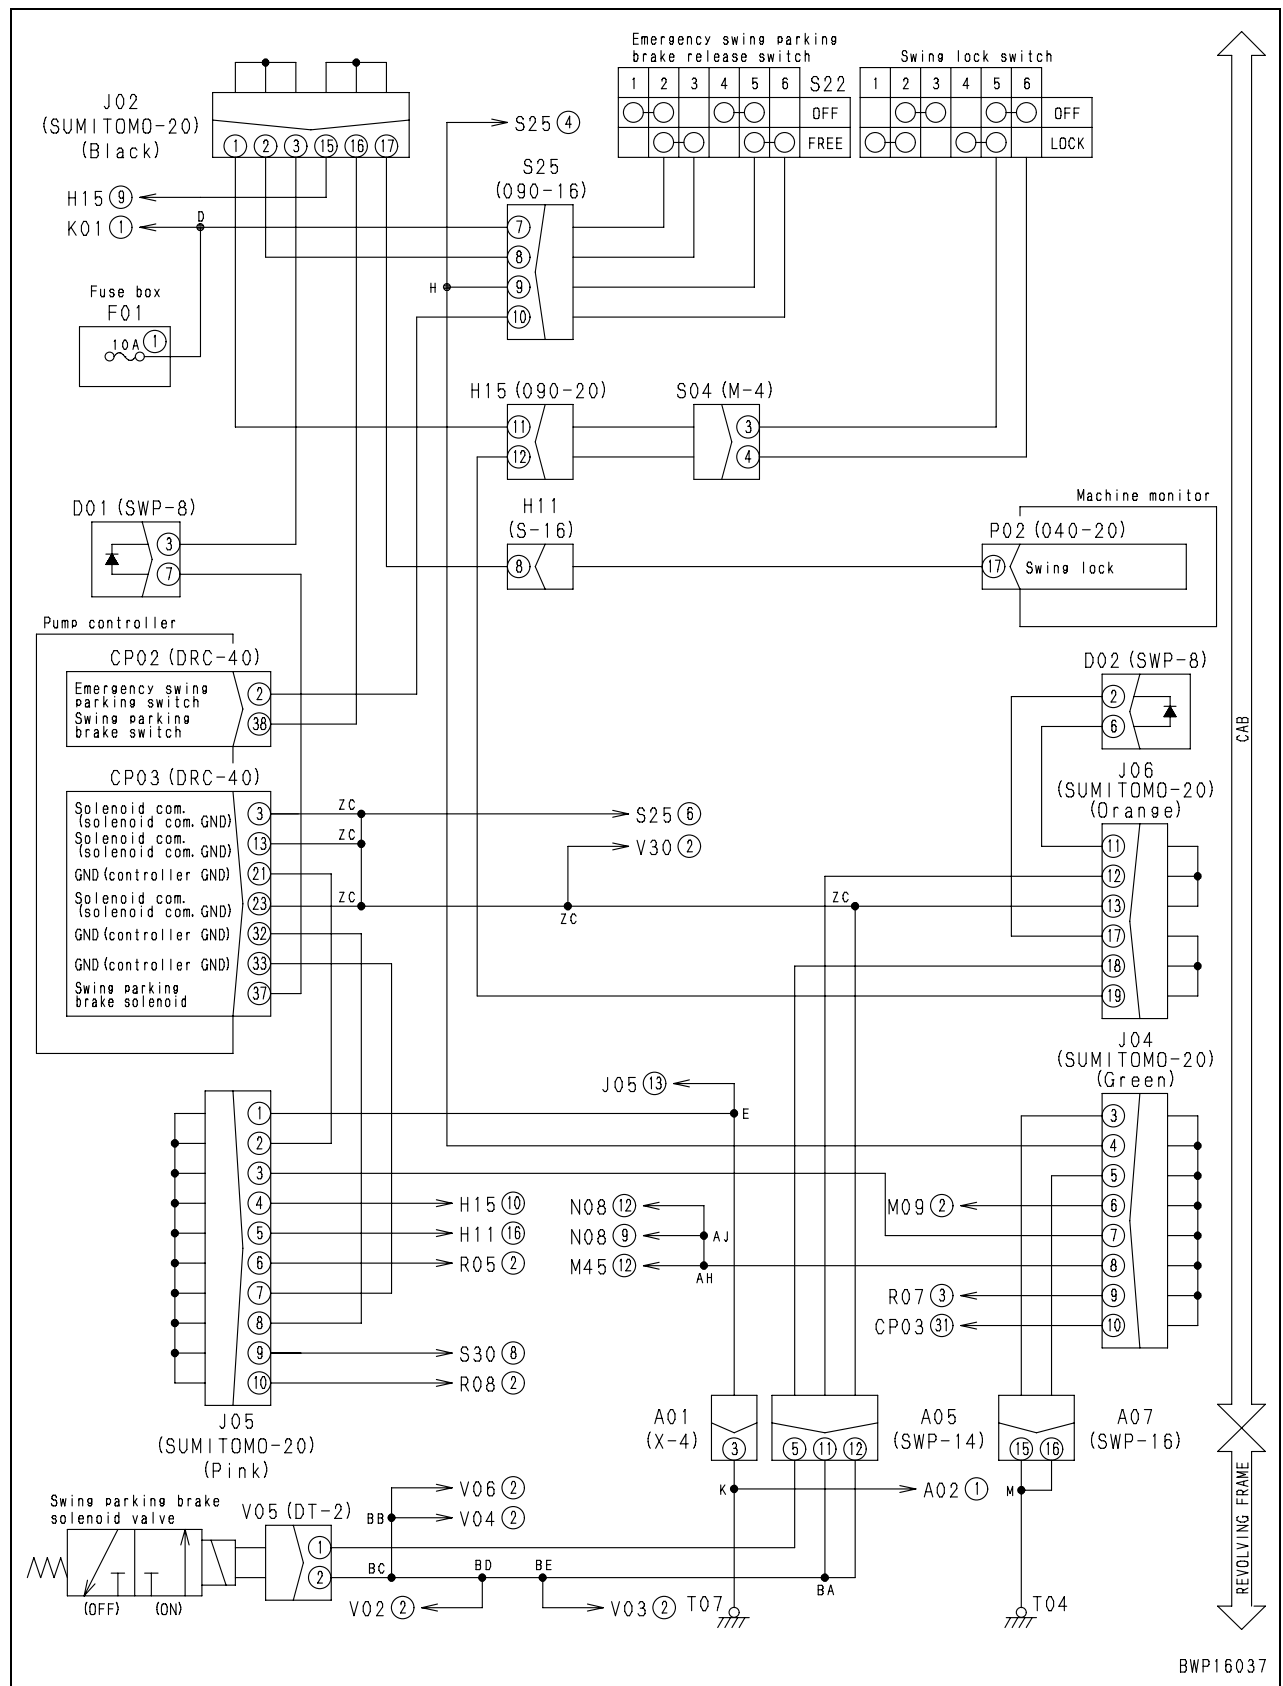 Emergency swing parking
brake release switch
1 2 3 4 5 6 S22
OFF
FREE
Swing lock switch
1 2 3 4 5 6
OFF
LOCK
J02
(SUMITOMO-20)
(Black)
1 2 3 15 16 17
S25 4
S25
(090-16)
7
8
9
10
H15 9
K01 1
D
H
Fuse box
F01
10A 1
H15 (090-20)
11
12
S04 (M-4)
3
4
D01 (SWP-8)
3
7
H11
(S-16)
8
Machine monitor
P02 (040-20)
17 Swing lock
Pump controller
CP02 (DRC-40)
Emergency swing
parking switch
2
Swing parking
brake switch
38
D02 (SWP-8)
2
6
CAB
CP03 (DRC-40)
Solenoid com.
(solenoid com. GND)
3
ZC
Solenoid com.
(solenoid com. GND)
13
ZC
GND (controller GND)
21
Solenoid com.
(solenoid com. GND)
23
ZC
GND (controller GND)
32
GND (controller GND)
33
Swing parking
brake solenoid
37
S25 6
V30 2
ZC
ZC
J06
(SUMITOMO-20)
(Orange)
11
12
13
17
18
19
J04
(SUMITOMO-20)
(Green)
3
4
5
6
7
8
9
10
J05 13
E
1
2
3
4
5
6
7
8
9
10
H15 10
H11 16
R05 2
S30 8
R08 2
N08 12
N08 9
M45 12
AJ
AH
M09 2
R07 3
CP03 31
J05
(SUMITOMO-20)
(Pink)
A01
(X-4)
3
5 11 12
A05
(SWP-14)
15 16
A07
(SWP-16)
K
A02 1
M
Swing parking brake
solenoid valve
(OFF) (ON)
V05 (DT-2)
1
2
V06 2
V04 2
BB
BC
BD
BE
BA
V02 2
V03 2
T07
T04
REVOLVING FRAME
BWP16037